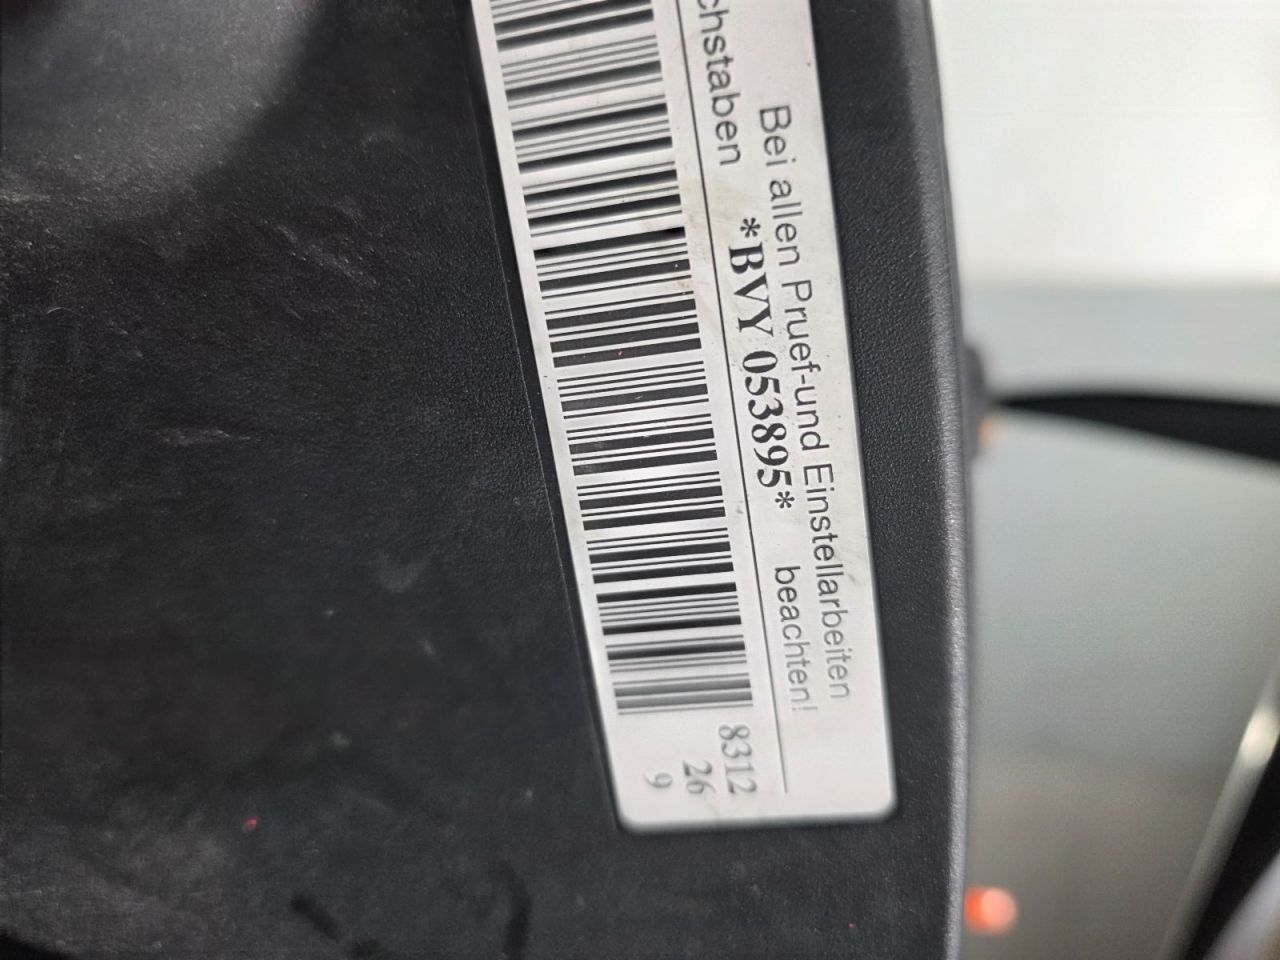 Bei allen Pruef-und Einstellarbeiten
chstaben *BVY 053895* beachten!
8312
26
9